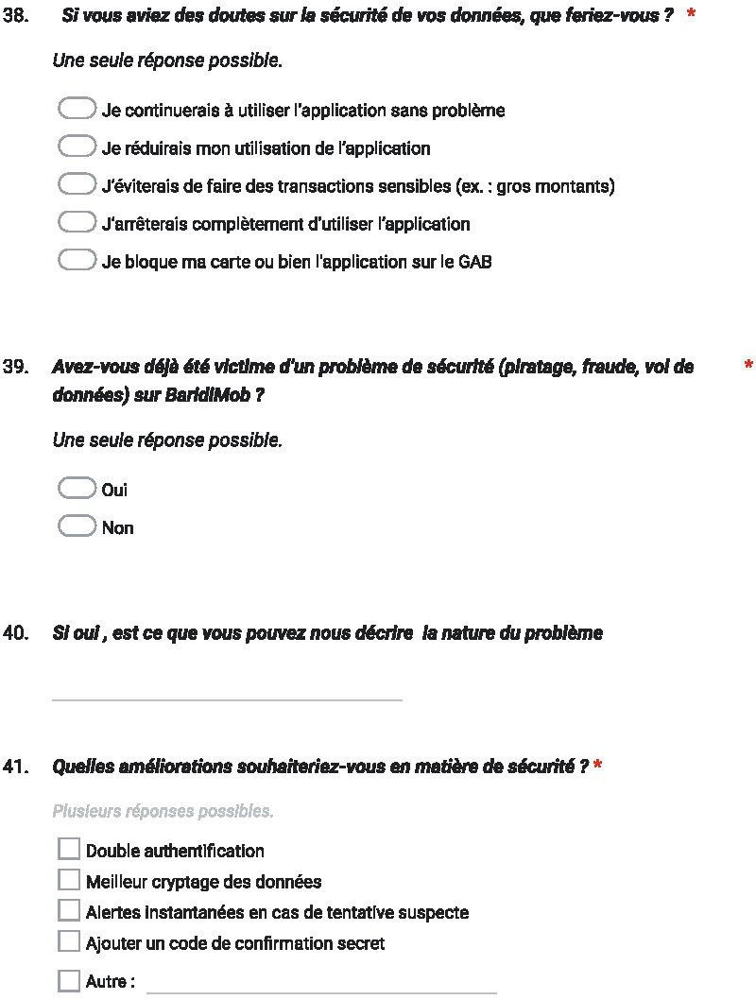 38. Si vous aviez des doutes sur la sécurité de vos données, que feriez-vous ? *
Une seule réponse possible.
Je continuerais à utiliser l'application sans problème
Je réduirais mon utilisation de l'application
J'éviterais de faire des transactions sensibles (ex. : gros montants)
J'arrêterais complètement d'utiliser l'application
Je bloque ma carte ou bien l'application sur le GAB
39. Avez-vous déjà été victime d'un problème de sécurité (piratage, fraude, vol de *
données) sur BaridiMob ?
Une seule réponse possible.
Oui
Non
40. Si oui , est ce que vous pouvez nous décrire la nature du problème
41. Quelles améliorations souhaiteriez-vous en matière de sécurité ? *
Plusieurs réponses possibles.
Double authentification
Meilleur cryptage des données
Alertes instantanées en cas de tentative suspecte
Ajouter un code de confirmation secret
Autre :